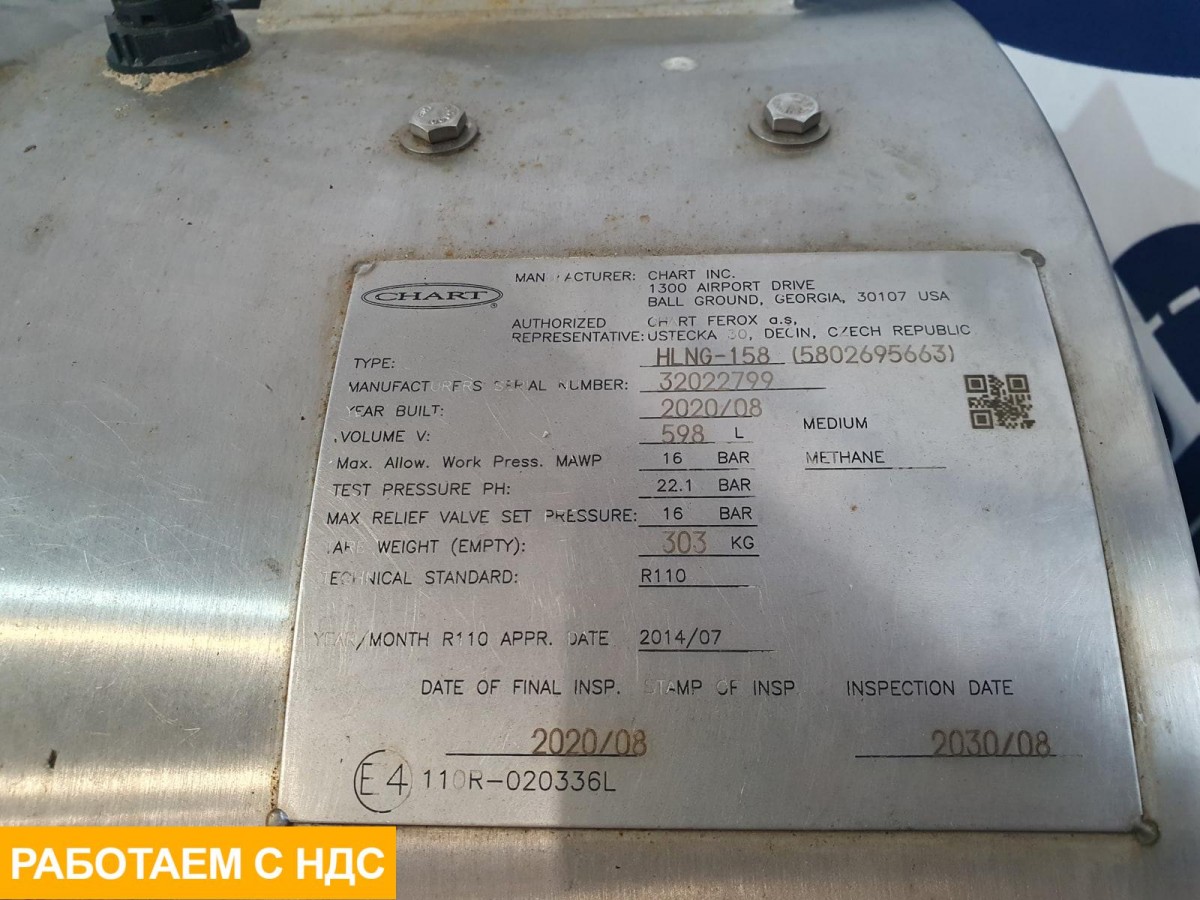 CHART
MANUFACTURER: CHART INC.
1300 AIRPORT DRIVE
BALL GROUND, GEORGIA, 30107 USA
AUTHORIZED REPRESENTATIVE: CHART FEROX a.s,
USTECKA 30, DECIN, CZECH REPUBLIC
TYPE: HLNG-158 (5802695663)
MANUFACTURERS SERIAL NUMBER: 32022799
YEAR BUILT: 2020/08
VOLUME V: 598 L
MEDIUM
Max. Allow. Work Press. MAWP 16 BAR
METHANE
TEST PRESSURE PH: 22.1 BAR
MAX RELIEF VALVE SET PRESSURE: 16 BAR
TARE WEIGHT (EMPTY): 303 KG
TECHNICAL STANDARD: R110
YEAR/MONTH R110 APPR. DATE 2014/07
DATE OF FINAL INSP. STAMP OF INSP. INSPECTION DATE
2020/08 2030/08
E4 110R-020336L
РАБОТАЕМ С НДС